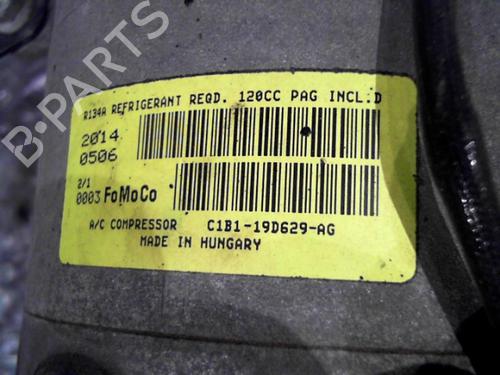 B-PARTS
R134A REFRIGERANT REQD. 120CC PAG INCL.D
2014
0506
2/1
0003 FoMoCo
A/C COMPRESSOR C1B1-19D629-AG
MADE IN HUNGARY